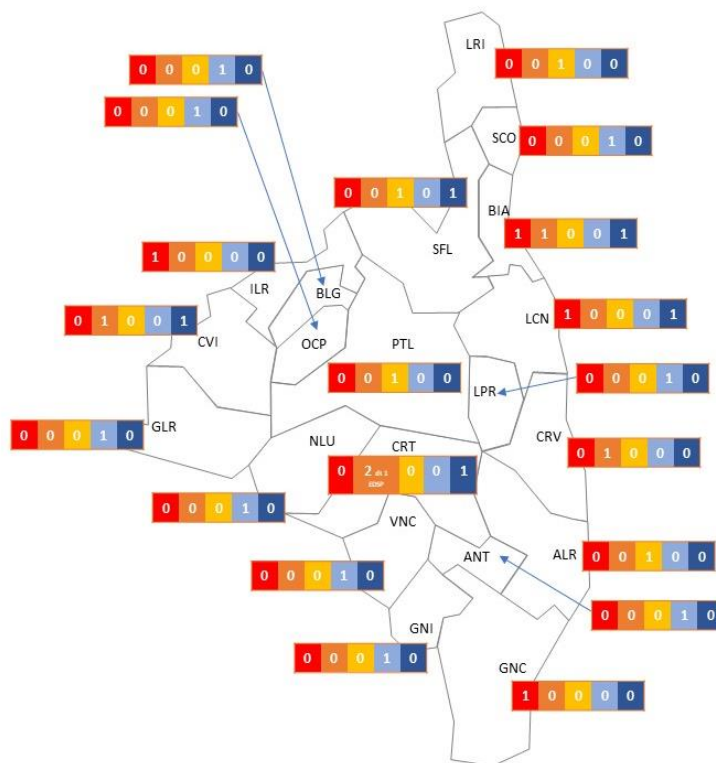 LRI
0 0 1 0 0
0 0 0 1 0
0 0 0 1 0
SCO
0 0 0 1 0
0 0 1 0 1
BIA
1 1 0 0 1
SFL
1 0 0 0 0
ILR
BLG
0 1 0 0 1
CVI
OCP
PTL
LCN
1 0 0 0 1
0 0 1 0 0
LPR
0 0 0 1 0
GLR
0 0 0 1 0
NLU
CRT
CRV
0 1 0 0 0
0 2 di 1 0 0 1
EDSP
0 0 0 1 0
VNC
ANT
ALR
0 0 1 0 0
0 0 0 1 0
0 0 0 1 0
GNI
0 0 0 1 0
GNC
1 0 0 0 0